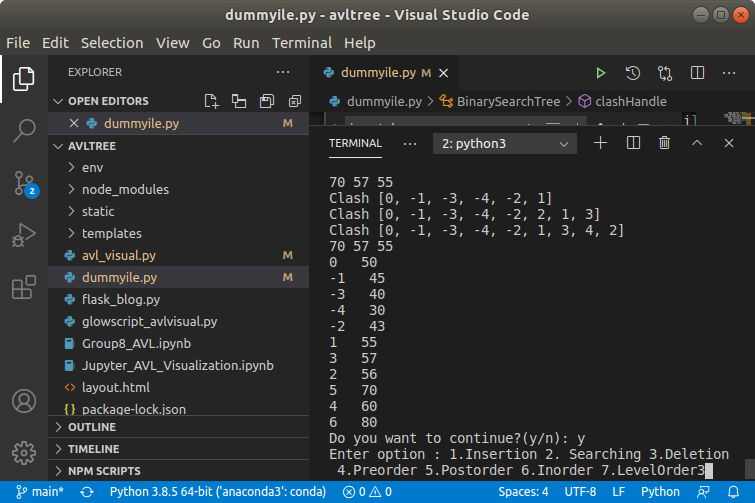 dummyile.py - avltree - Visual Studio Code
File Edit Selection View Go Run Terminal Help
EXPLORER
OPEN EDITORS
dummyile.py M
AVLTREE
env
node_modules
static
templates
avl_visual.py M
dummyile.py M
flask_blog.py
glowscript_avlvisual.py
Group8_AVL.ipynb
Jupyter_AVL_Visualization.ipynb
layout.html
package-lock.json
OUTLINE
TIMELINE
NPM SCRIPTS
2
dummyile.py M
dummyile.py > BinarySearchTree > clashHandle
i]
TERMINAL
2: python3
70 57 55
Clash [0, -1, -3, -4, -2, 1]
Clash [0, -1, -3, -4, -2, 2, 1, 3]
Clash [0, -1, -3, -4, -2, 1, 3, 4, 2]
70 57 55
0 50
-1 45
-3 40
-4 30
-2 43
1 55
3 57
2 56
5 70
4 60
6 80
Do you want to continue?(y/n): y
Enter option : 1.Insertion 2. Searching 3.Deletion
4.Preorder 5.Postorder 6.Inorder 7.LevelOrder3
main* Python 3.8.5 64-bit ('anaconda3': conda) 0 0 Spaces: 4 UTF-8 LF Python